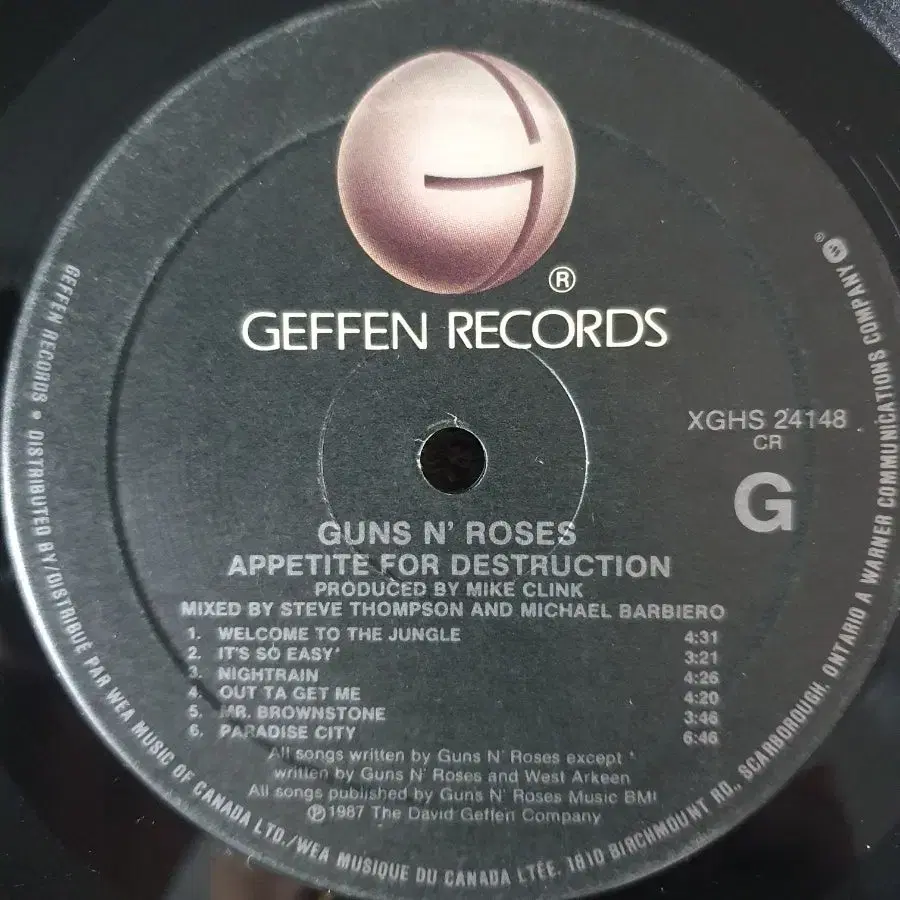 ®
GEFFEN RECORDS
XGHS 24148
CR
G
GUNS N' ROSES
APPETITE FOR DESTRUCTION
PRODUCED BY MIKE CLINK
MIXED BY STEVE THOMPSON AND MICHAEL BARBIERO
1. WELCOME TO THE JUNGLE 4:31
2. IT'S SO EASY* 3:21
3. NIGHTRAIN 4:26
4. OUT TA GET ME 4:20
5. MR. BROWNSTONE 3:46
6. PARADISE CITY 6:46
All songs written by Guns N' Roses except *
written by Guns N' Roses and West Arkeen
All songs published by Guns N' Roses Music BMI
℗1987 The David Geffen Company
GEFFEN RECORDS • DISTRIBUTED BY/DISTRIBUE PAR WEA MUSIC OF CANADA LTD./WEA MUSIQUE DU CANADA LTÉE, 1810 BIRCHMOUNT RD., SCARBOROUGH, ONTARIO A WARNER COMMUNICATIONS COMPANY ®